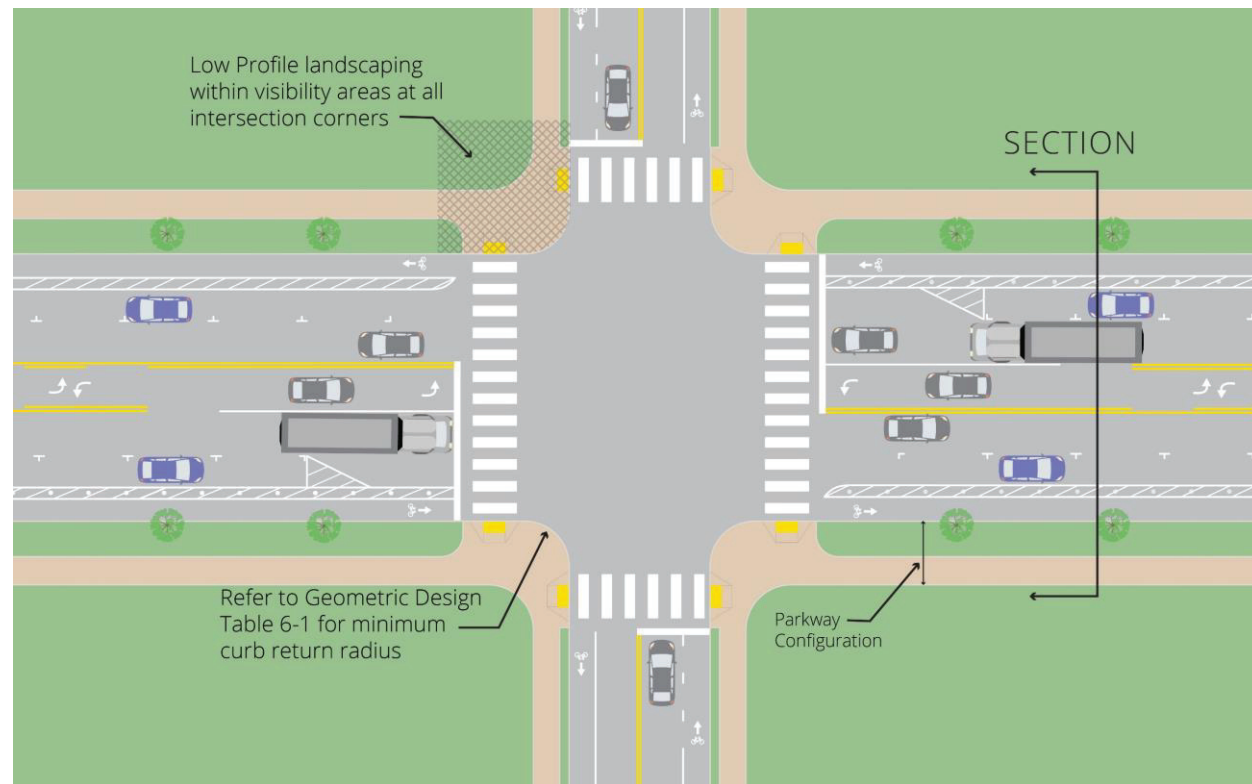 Low Profile landscaping
within visibility areas at all
intersection corners
SECTION
Refer to Geometric Design
Table 6-1 for minimum
curb return radius
Parkway
Configuration